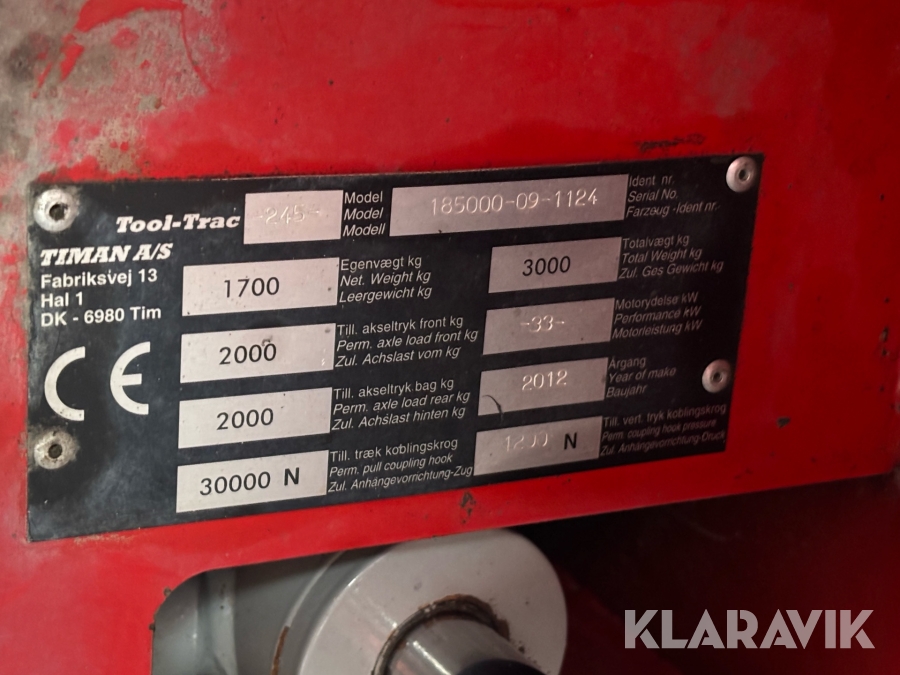 Tool-Trac
-245-
Model
Model
Modell
185000-09-1124
Ident nr.
Serial No.
Farzeug -Ident nr.
TIMAN A/S
Fabriksvej 13
Hal 1
DK - 6980 Tim
CE
1700
Egenvægt kg
Net. Weight kg
Leergewicht kg
3000
Totalvægt kg
Total Weight kg
Zul. Ges Gewicht kg
2000
Till. akseltryk front kg
Perm. axle load front kg
Zul. Achslast vorn kg
-33-
Motorydelse kW
Performance kW
Motorleistung kW
2000
Till. akseltryk bag kg
Perm. axle load rear kg
Zul. Achslast hinten kg
2012
Årgang
Year of make
Baujahr
30000 N
Till. træk koblingskrog
Perm. pull coupling hook
Zul. Anhängevorrichtung-Zug
1200 N
Till. vert. tryk koblingskrog
Perm. coupling hook pressure
Zul. Anhängevorrichtung-Druck
KLARAVIK